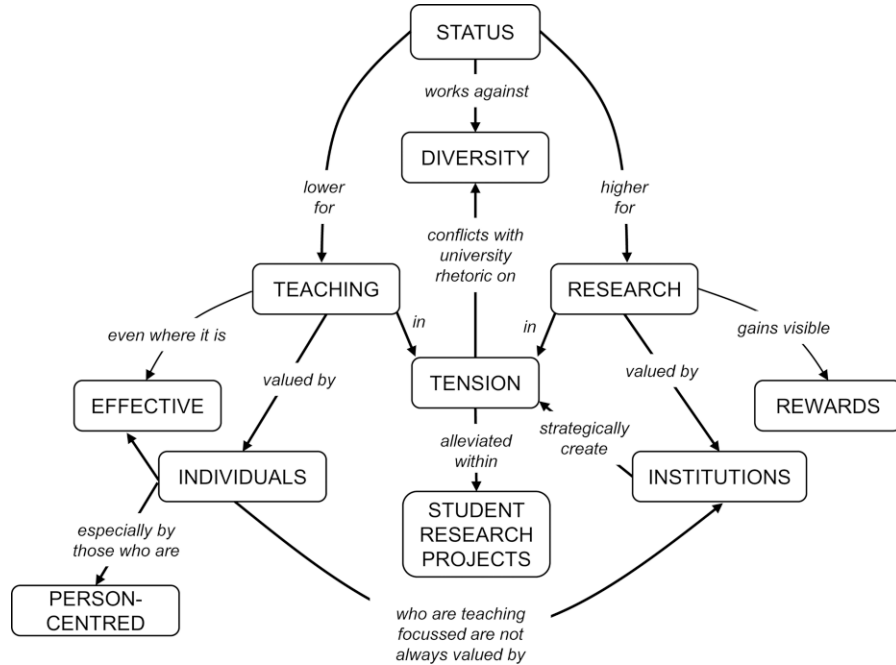 STATUS
works against
DIVERSITY
lower
for
higher
for
conflicts with
university
rhetoric on
TEACHING
RESEARCH
even where it is
in
in
gains visible
valued by
TENSION
valued by
EFFECTIVE
REWARDS
alleviated
within
strategically
create
INDIVIDUALS
INSTITUTIONS
STUDENT
RESEARCH
PROJECTS
especially by
those who are
PERSON-
CENTRED
who are teaching
focussed are not
always valued by